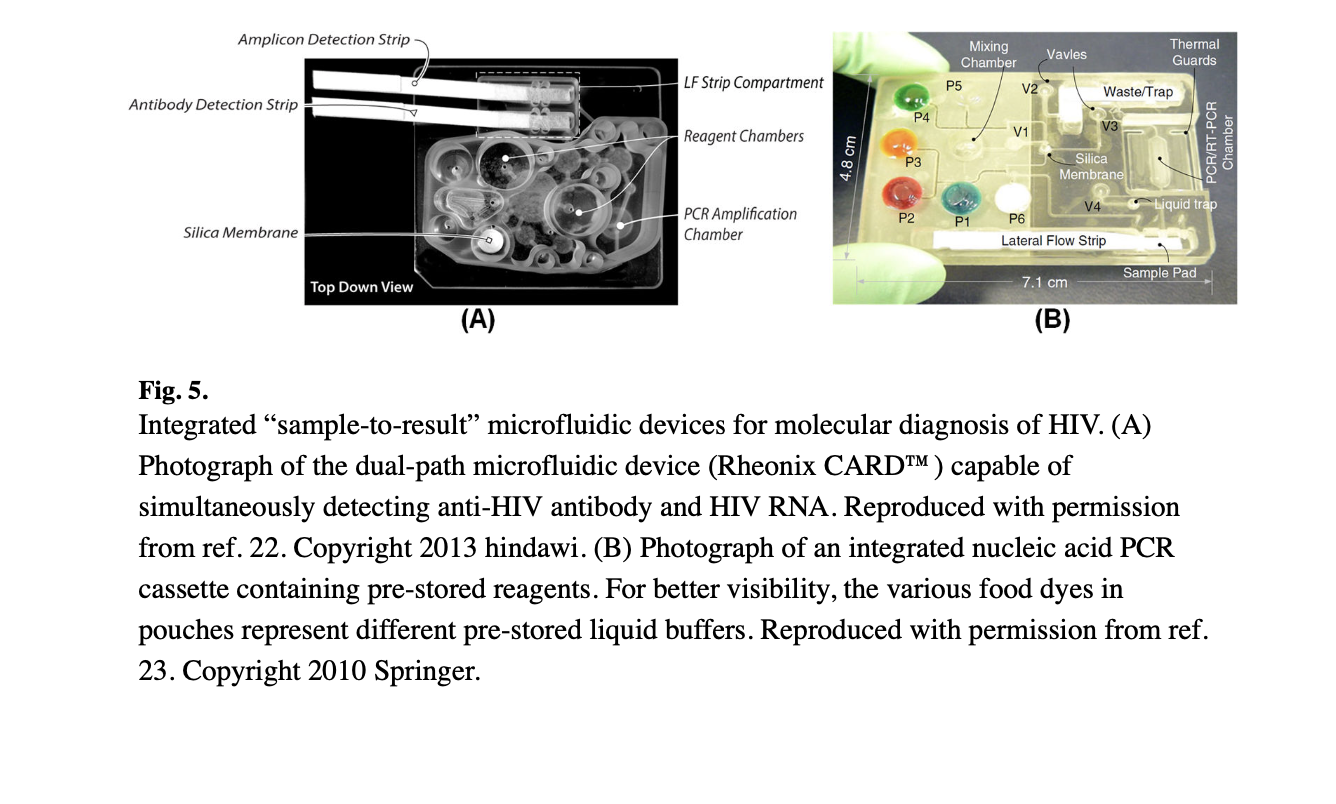 Amplicon Detection Strip
Antibody Detection Strip
Silica Membrane
LF Strip Compartment
Reagent Chambers
PCR Amplification
Chamber
Top Down View
(A)
Mixing
Chamber
Vavles
Thermal
Guards
P5
V2
Waste/Trap
P4
V1
V3
P3
Silica
Membrane
PCR/RT-PCR
Chamber
4.8 cm
P2
P1
P6
V4
Liquid trap
Lateral Flow Strip
Sample Pad
7.1 cm
(B)
Fig. 5.
Integrated “sample-to-result” microfluidic devices for molecular diagnosis of HIV. (A)
Photograph of the dual-path microfluidic device (Rheonix CARD™ ) capable of
simultaneously detecting anti-HIV antibody and HIV RNA. Reproduced with permission
from ref. 22. Copyright 2013 hindawi. (B) Photograph of an integrated nucleic acid PCR
cassette containing pre-stored reagents. For better visibility, the various food dyes in
pouches represent different pre-stored liquid buffers. Reproduced with permission from ref.
23. Copyright 2010 Springer.